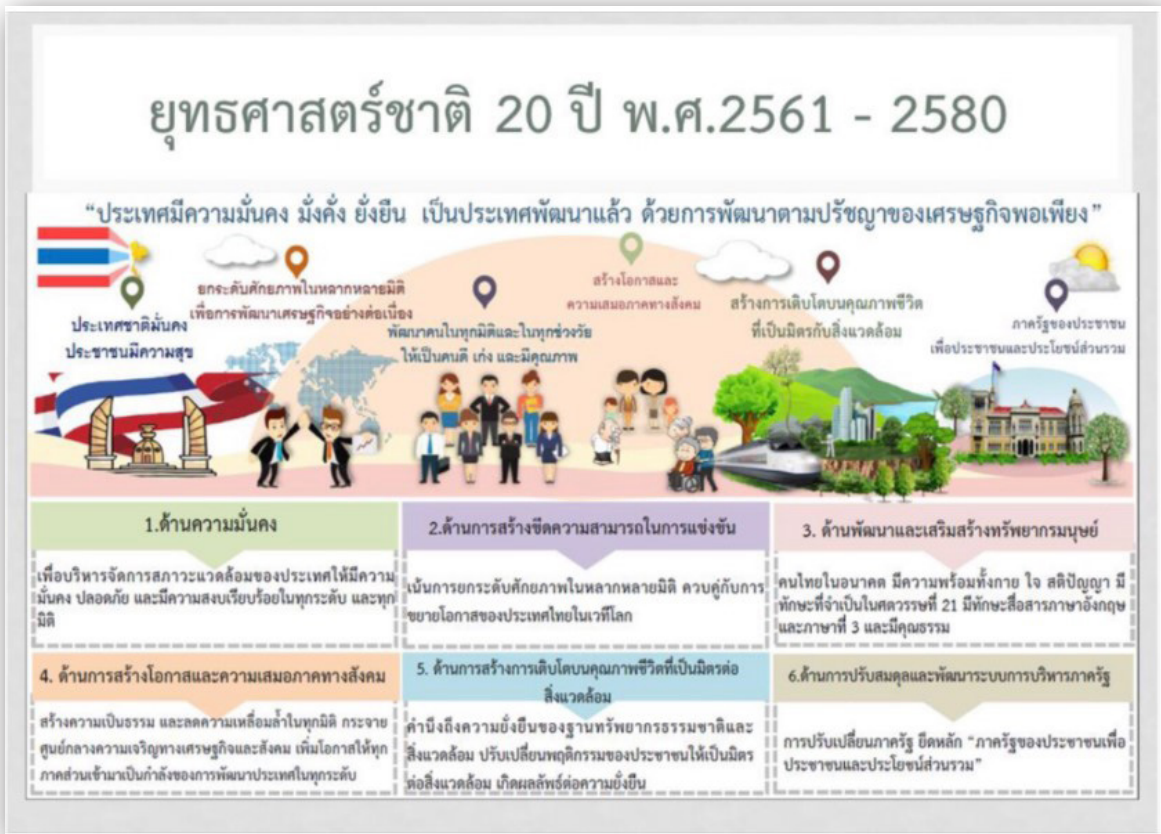 ยุทธศาสตร์ชาติ 20 ปี พ.ศ.2561 - 2580
“ประเทศมีความมั่นคง มั่งคั่ง ยั่งยืน เป็นประเทศพัฒนาแล้ว ด้วยการพัฒนาตามปรัชญาของเศรษฐกิจพอเพียง”
ประเทศชาติมั่นคง
ประชาชนมีความสุข
ยกระดับศักยภาพในหลากหลายมิติ
เพื่อการพัฒนาเศรษฐกิจอย่างต่อเนื่อง
พัฒนาคนในทุกมิติและในทุกช่วงวัย
ให้เป็นคนดี เก่ง และมีคุณภาพ
สร้างโอกาสและ
ความเสมอภาคทางสังคม
สร้างการเติบโตบนคุณภาพชีวิต
ที่เป็นมิตรกับสิ่งแวดล้อม
ภาครัฐของประชาชน
เพื่อประชาชนและประโยชน์ส่วนรวม
1.ด้านความมั่นคง
เพื่อบริหารจัดการสภาวะแวดล้อมของประเทศให้มีความ
มั่นคง ปลอดภัย และมีความสงบเรียบร้อยในทุกระดับ และทุก
มิติ
2.ด้านการสร้างขีดความสามารถในการแข่งขัน
เน้นการยกระดับศักยภาพในหลากหลายมิติ ควบคู่กับการ
ขยายโอกาสของประเทศไทยในเวทีโลก
3. ด้านพัฒนาและเสริมสร้างทรัพยากรมนุษย์
คนไทยในอนาคต มีความพร้อมทั้งกาย ใจ สติปัญญา มี
ทักษะที่จำเป็นในศตวรรษที่ 21 มีทักษะสื่อสารภาษาอังกฤษ
และภาษาที่ 3 และมีคุณธรรม
4. ด้านการสร้างโอกาสและความเสมอภาคทางสังคม
สร้างความเป็นธรรม และลดความเหลื่อมล้ำในทุกมิติ กระจาย
ศูนย์กลางความเจริญทางเศรษฐกิจและสังคม เพิ่มโอกาสให้ทุก
ภาคส่วนเข้ามาเป็นกำลังของการพัฒนาประเทศในทุกระดับ
5. ด้านการสร้างการเติบโตบนคุณภาพชีวิตที่เป็นมิตรต่อ
สิ่งแวดล้อม
คำนึงถึงความยั่งยืนของฐานทรัพยากรธรรมชาติและ
สิ่งแวดล้อม ปรับเปลี่ยนพฤติกรรมของประชาชนให้เป็นมิตร
ต่อสิ่งแวดล้อม เกิดผลลัพธ์ต่อความยั่งยืน
6.ด้านการปรับสมดุลและพัฒนาระบบการบริหารภาครัฐ
การปรับเปลี่ยนภาครัฐ ยึดหลัก “ภาครัฐของประชาชนเพื่อ
ประชาชนและประโยชน์ส่วนรวม”